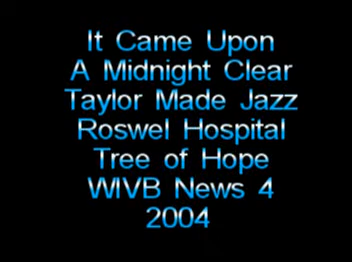 It Came Upon
A Midnight Clear
Taylor Made Jazz
Roswel Hospital
Tree of Hope
WIVB News 4
2004